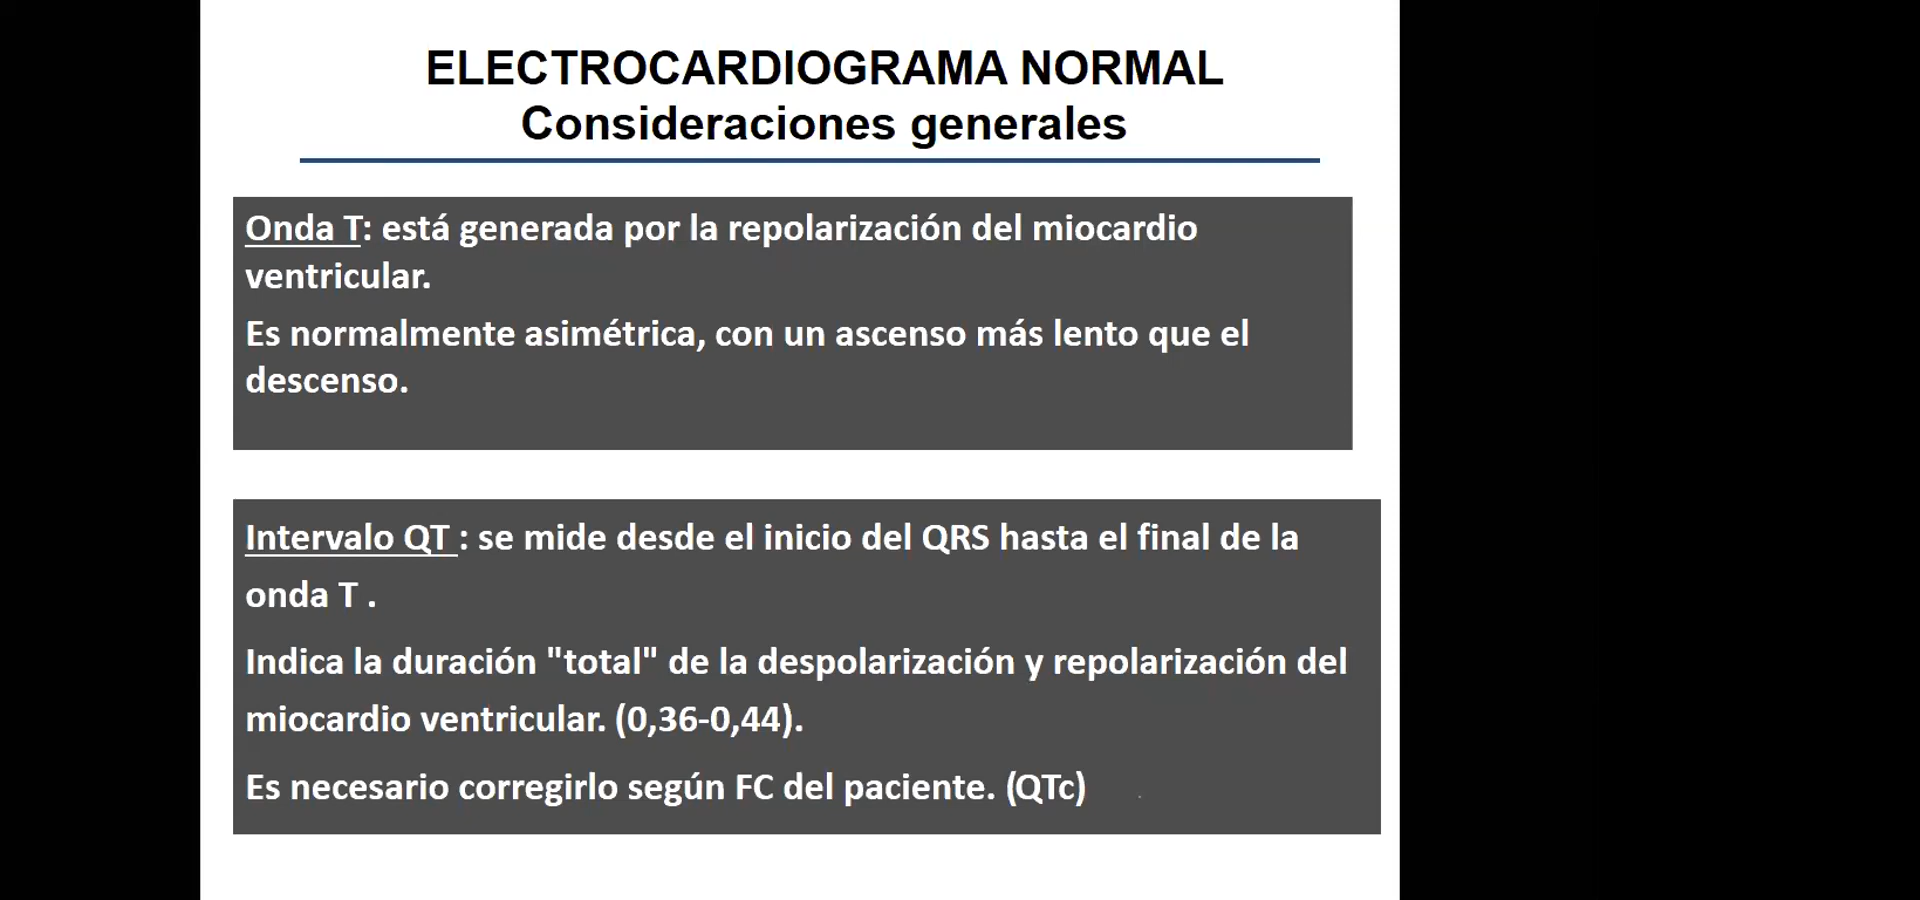 ELECTROCARDIOGRAMA NORMAL
Consideraciones generales
Onda T: está generada por la repolarización del miocardio
ventricular.
Es normalmente asimétrica, con un ascenso más lento que el
descenso.
Intervalo QT : se mide desde el inicio del QRS hasta el final de la
onda T .
Indica la duración "total" de la despolarización y repolarización del
miocardio ventricular. (0,36-0,44).
Es necesario corregirlo según FC del paciente. (QTc)